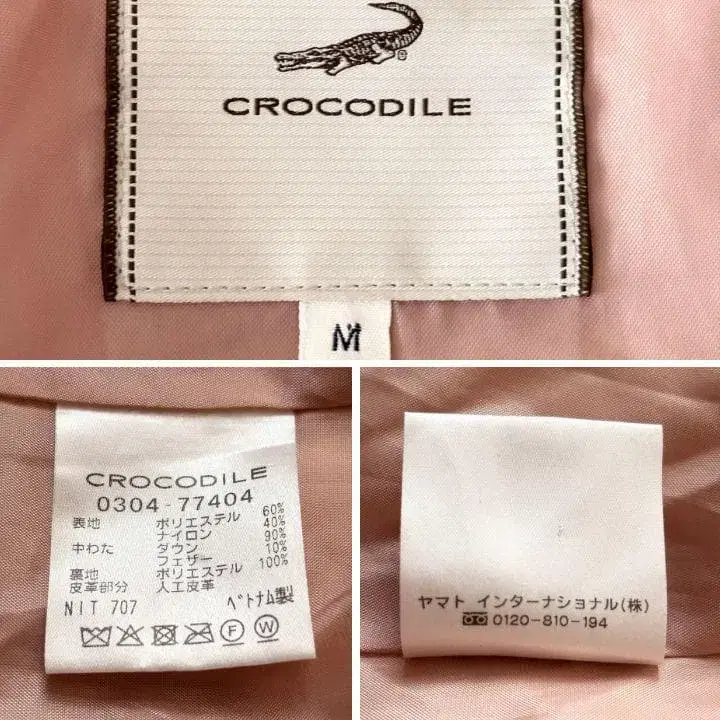 CROCODILE
M
CROCODILE
0304-77404
表地 ポリエステル 60%
ナイロン 40%
中わた ダウン 90%
フェザー 10%
裏地 ポリエステル 100%
皮革部分 人工皮革
NIT 707 ベトナム製
F W
ヤマト インターナショナル(株)
0120-810-194